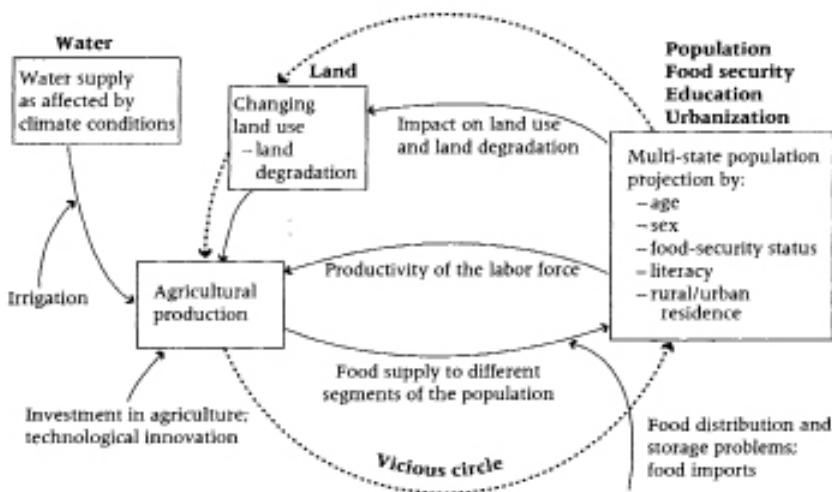 Water
Water supply
as affected by
climate conditions
Land
Changing
land use
– land
degradation
Population
Food security
Education
Urbanization
Impact on land use
and land degradation
Multi-state population
projection by:
– age
– sex
– food-security status
– literacy
– rural/urban
residence
Productivity of the labor force
Irrigation
Agricultural
production
Food supply to different
segments of the population
Investment in agriculture;
technological innovation
Vicious circle
Food distribution and
storage problems;
food imports